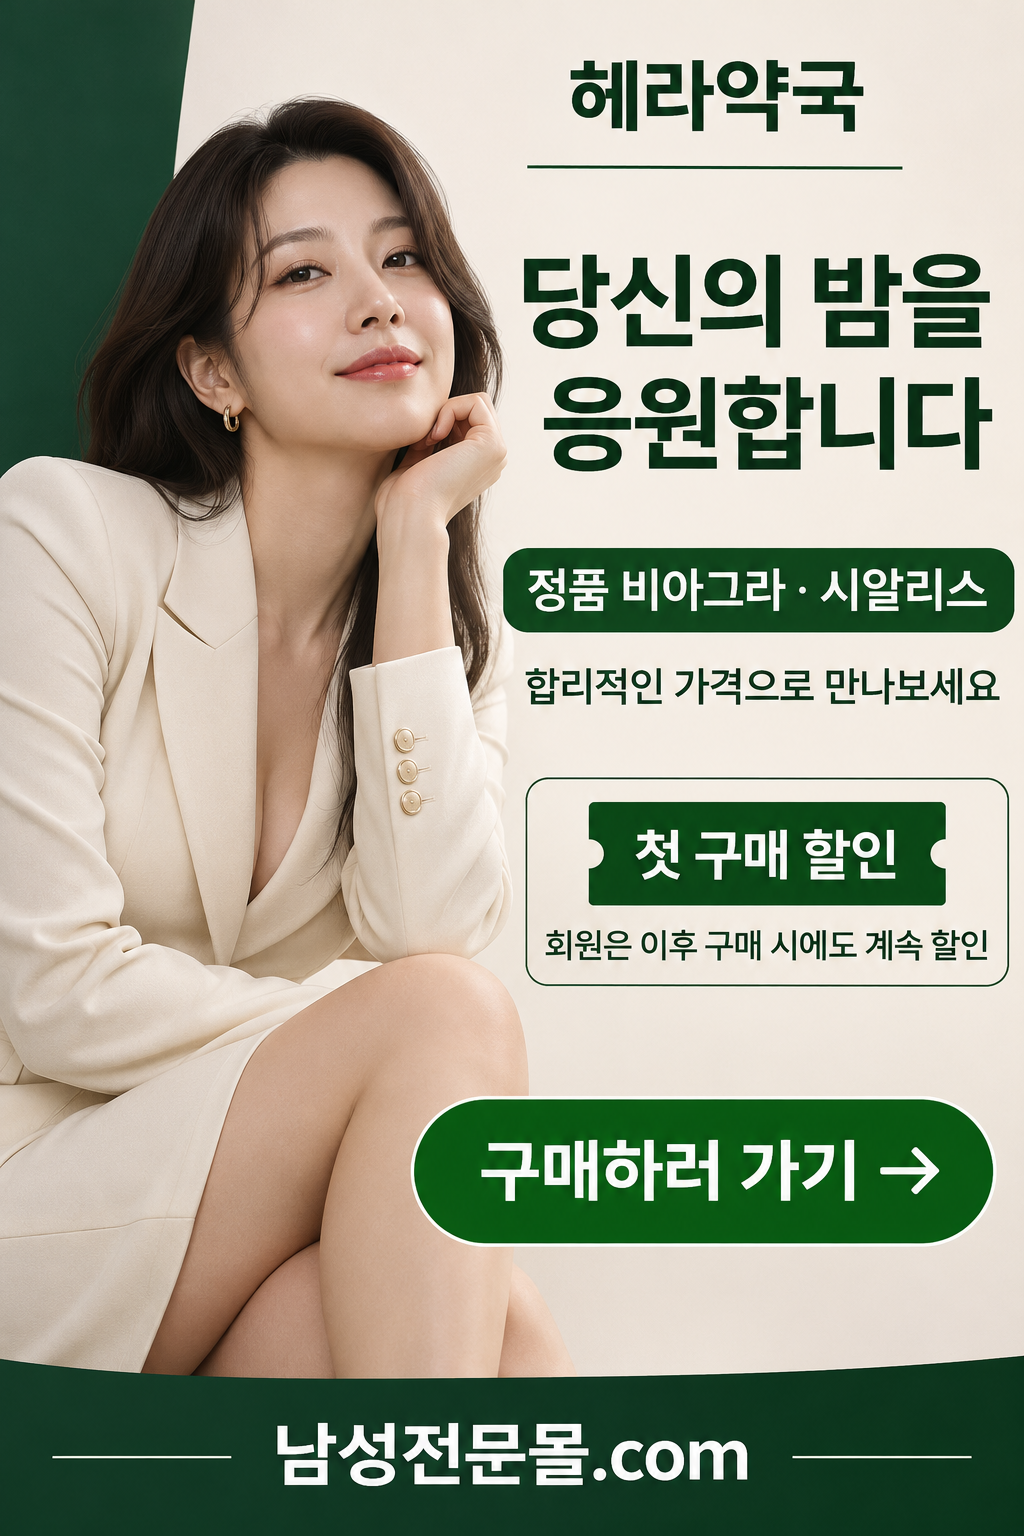 헤라약국
당신의 밤을
응원합니다
정품 비아그라 · 시알리스
합리적인 가격으로 만나보세요
첫 구매 할인
회원은 이후 구매 시에도 계속 할인
구매하러 가기 →
남성전문몰.com